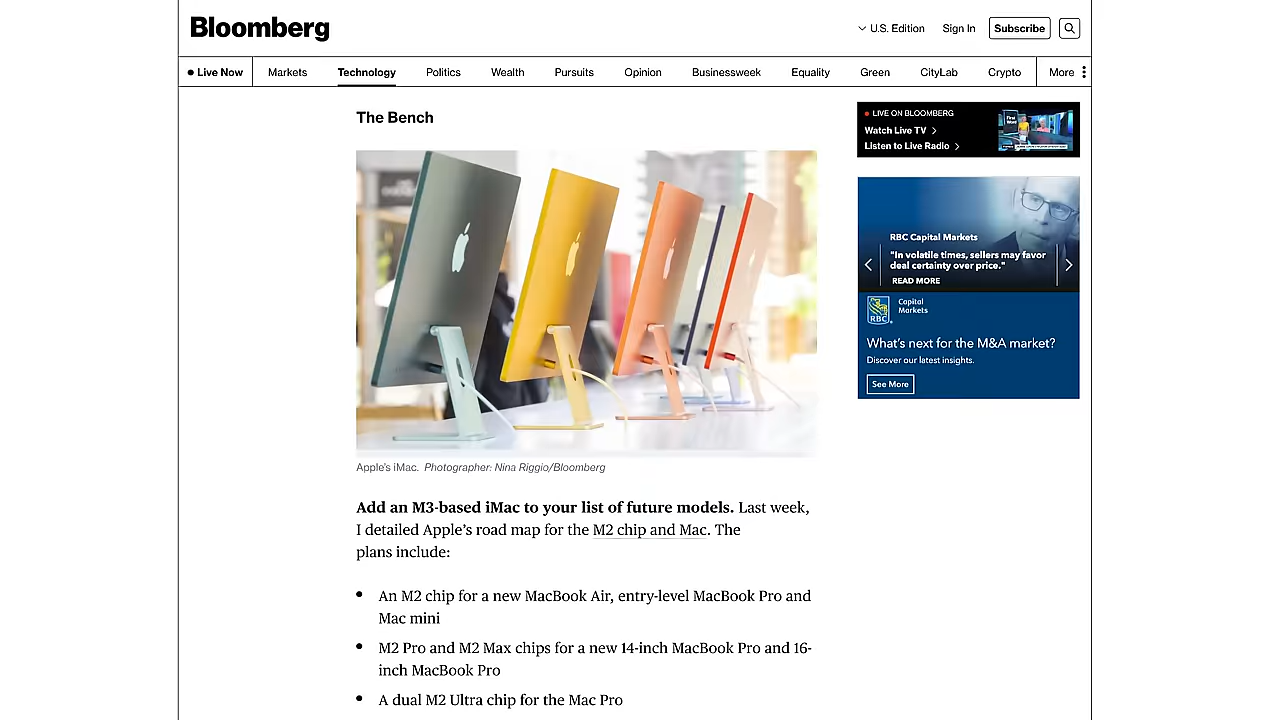 Bloomberg
U.S. Edition
Sign In
Subscribe
Live Now
Markets
Technology
Politics
Wealth
Pursuits
Opinion
Businessweek
Equality
Green
CityLab
Crypto
More
The Bench
LIVE ON BLOOMBERG
Watch Live TV
Listen to Live Radio
RBC Capital Markets
"In volatile times, sellers may favor
deal certainty over price."
READ MORE
RBC
Capital
Markets
What's next for the M&A market?
Discover our latest insights.
See More
Apple's iMac. Photographer: Nina Riggio/Bloomberg
Add an M3-based iMac to your list of future models. Last week,
I detailed Apple's road map for the M2 chip and Mac. The
plans include:
• An M2 chip for a new MacBook Air, entry-level MacBook Pro and
Mac mini
• M2 Pro and M2 Max chips for a new 14-inch MacBook Pro and 16-
inch MacBook Pro
• A dual M2 Ultra chip for the Mac Pro